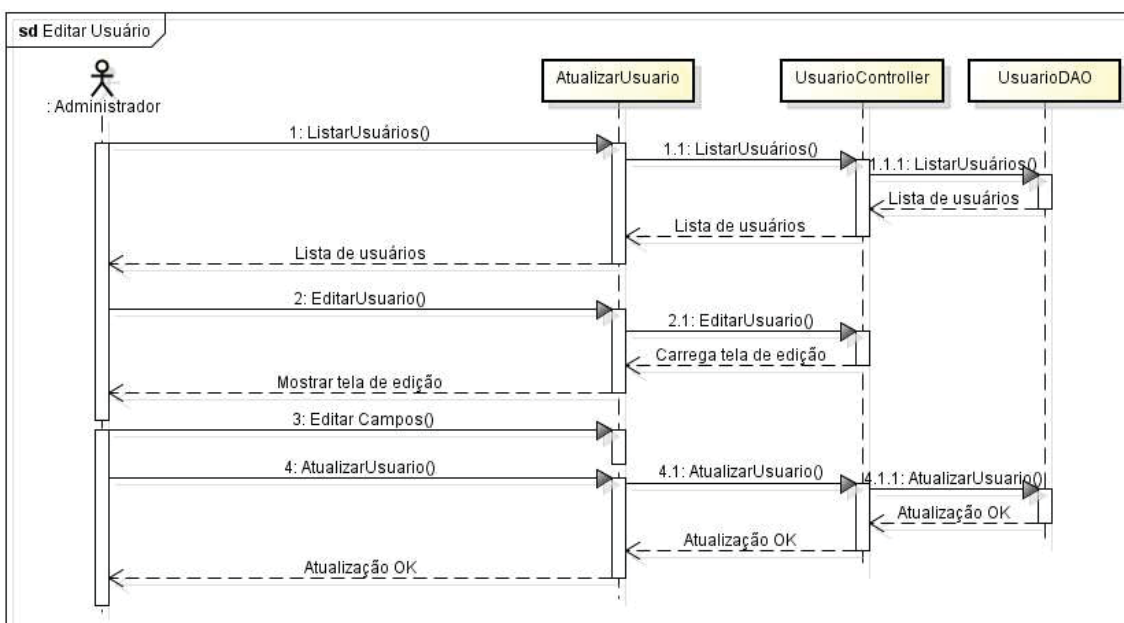 sd Editar Usuário
: Administrador
AtualizarUsuario
UsuarioController
UsuarioDAO
1: ListarUsuários()
1.1: ListarUsuários()
1.1.1: ListarUsuários()
Lista de usuários
Lista de usuários
Lista de usuários
2: EditarUsuario()
2.1: EditarUsuario()
Carrega tela de edição
Mostrar tela de edição
3: Editar Campos()
4: AtualizarUsuario()
4.1: AtualizarUsuario()
4.1.1: AtualizarUsuario()
Atualização OK
Atualização OK
Atualização OK